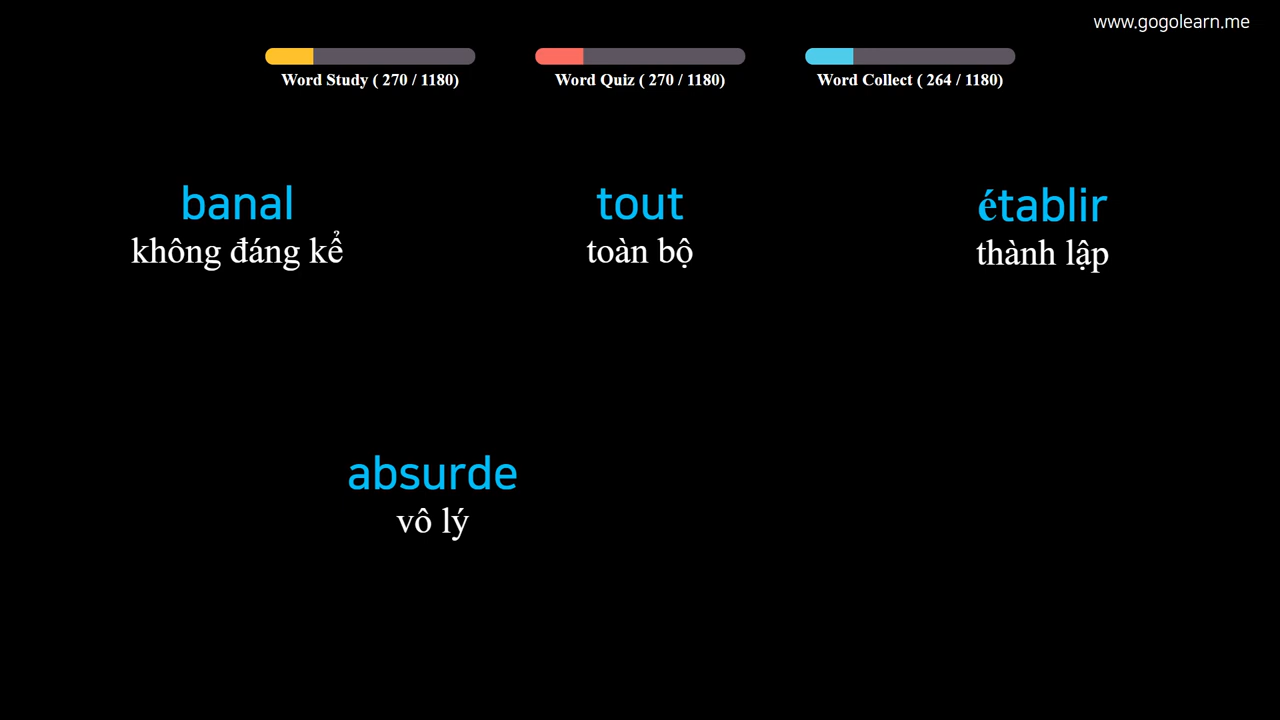 www.gogolearn.me
Word Study ( 270 / 1180)
Word Quiz ( 270 / 1180)
Word Collect ( 264 / 1180)
banal
không đáng kể
tout
toàn bộ
établir
thành lập
absurde
vô lý